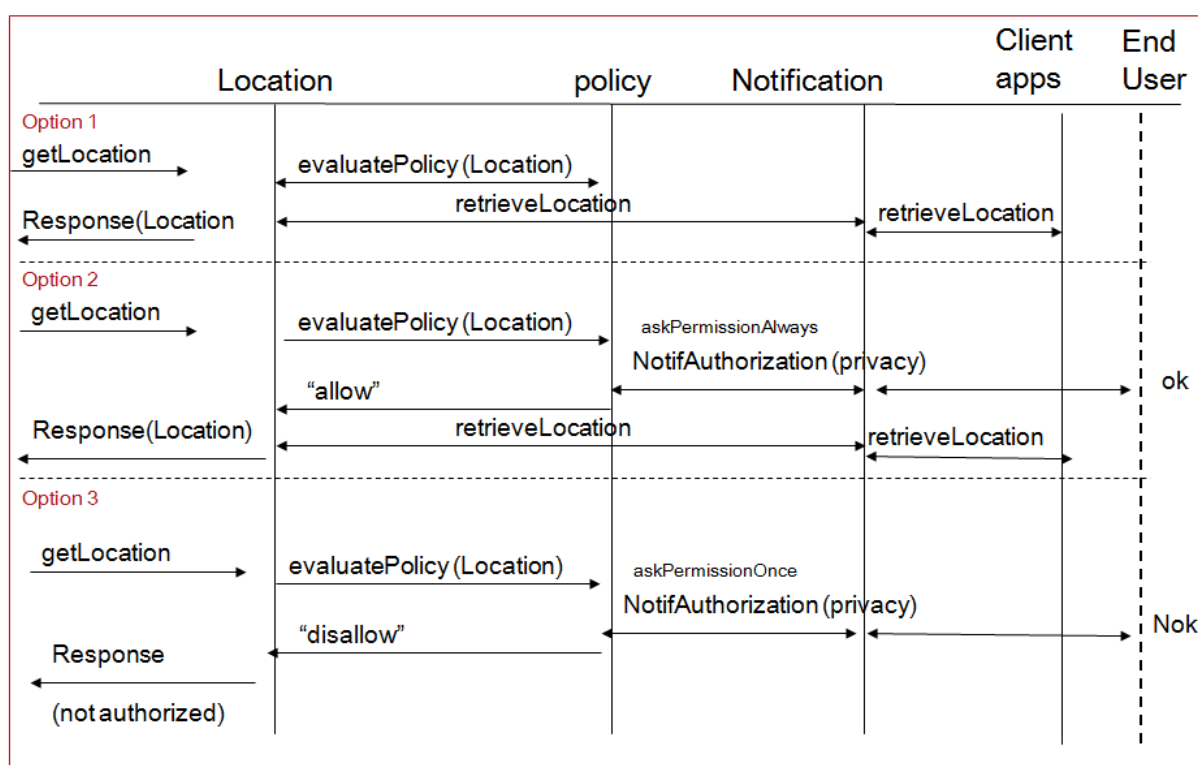 Client End
Location policy Notification apps User
Option 1
getLocation
evaluatePolicy (Location)
retrieveLocation
Response(Location
retrieveLocation
Option 2
getLocation
evaluatePolicy (Location)
askPermissionAlways
NotifAuthorization (privacy)
ok
“allow”
Response(Location)
retrieveLocation
retrieveLocation
Option 3
getLocation
evaluatePolicy (Location)
askPermissionOnce
NotifAuthorization (privacy)
Nok
“disallow”
Response
(not authorized)